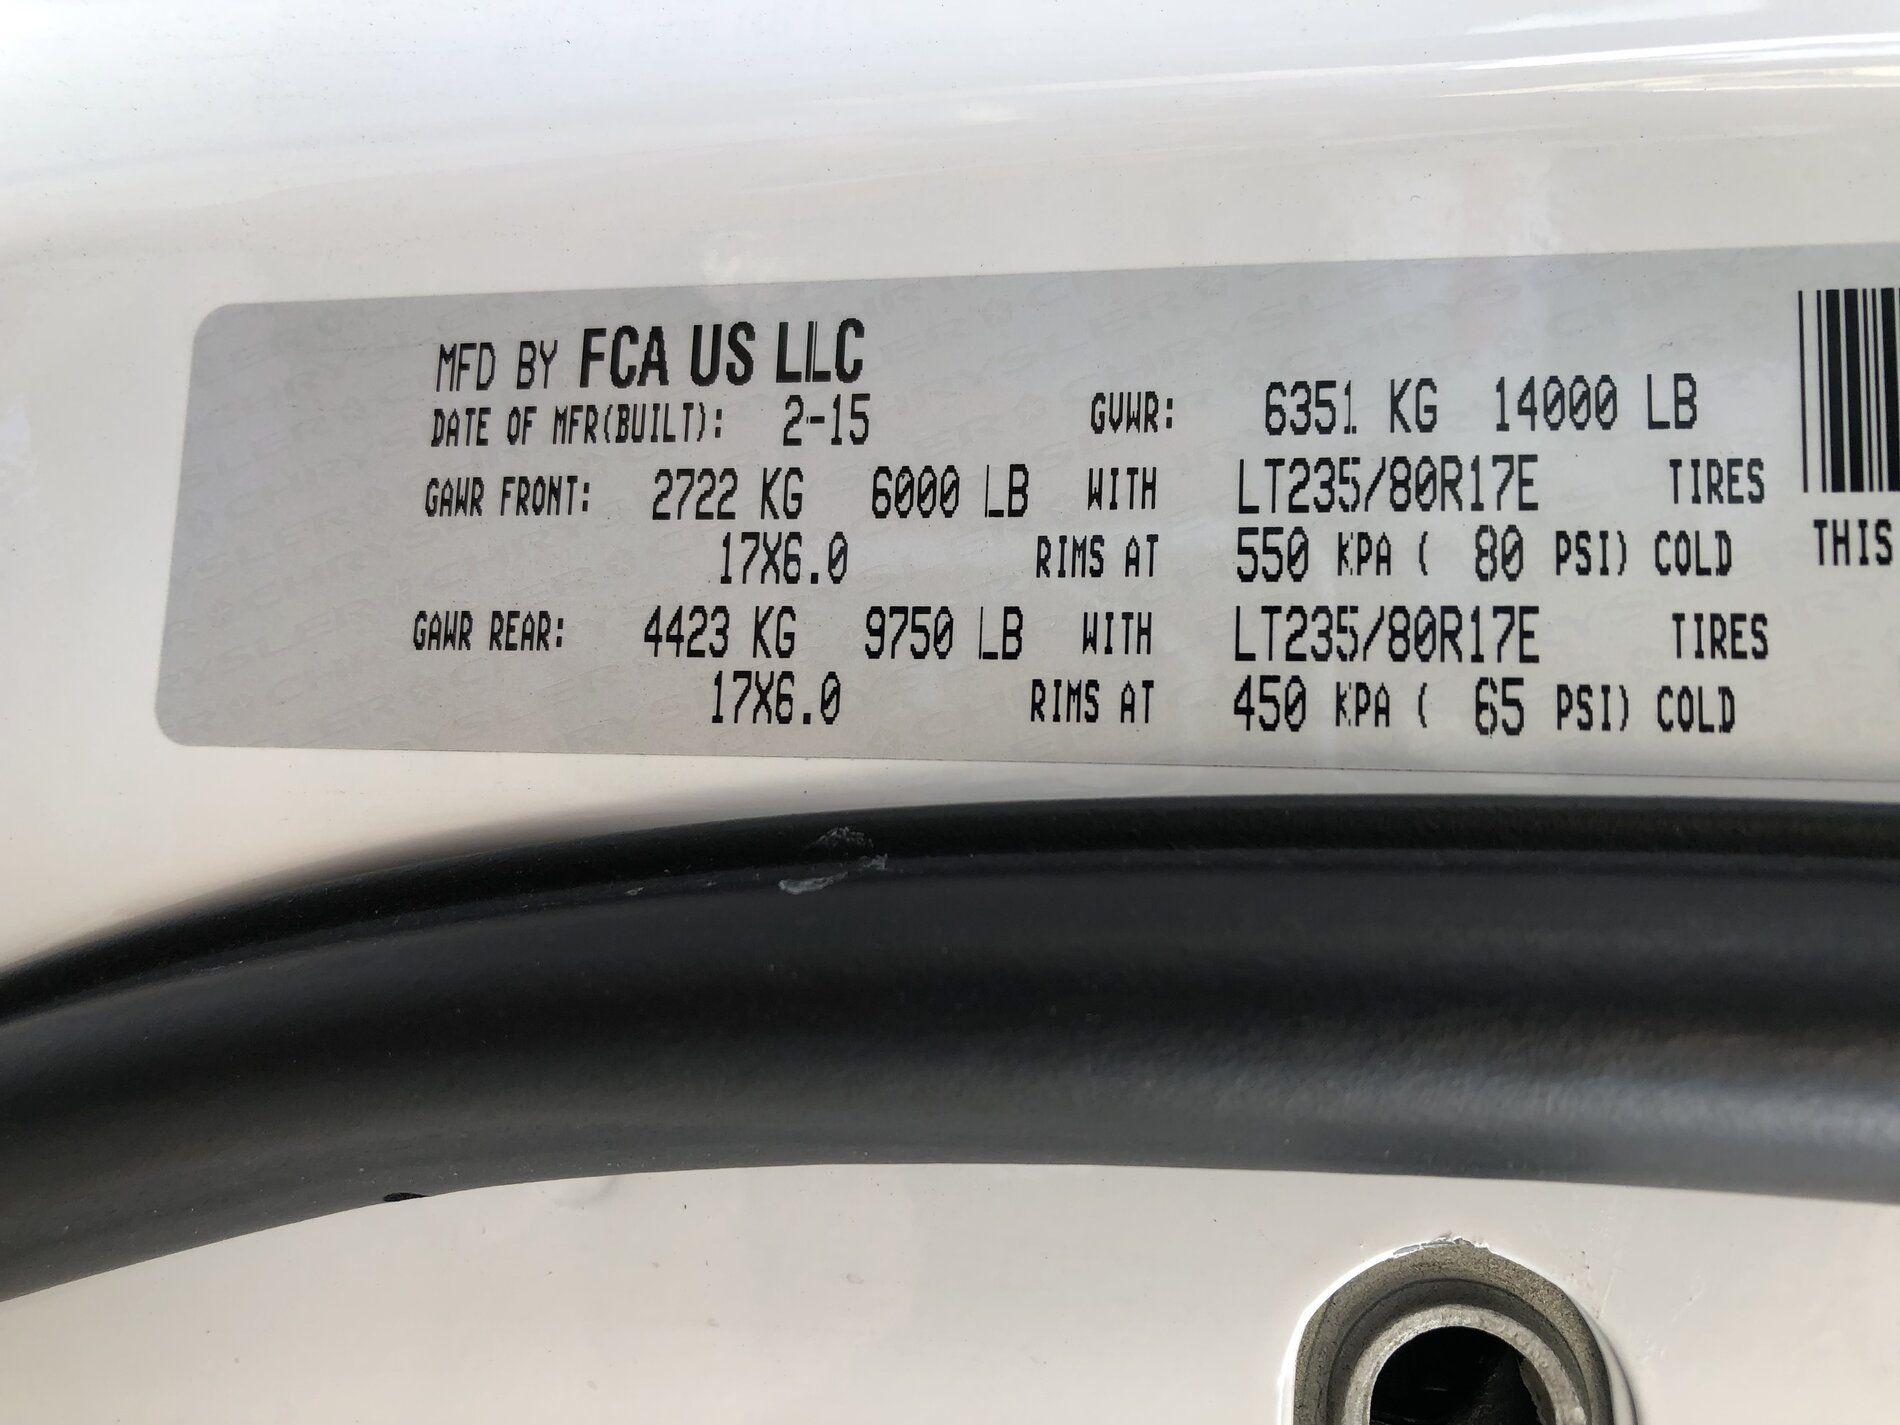 MFD BY FCA US LLC
DATE OF MFR(BUILT): 2-15 GVWR: 6351 KG 14000 LB
GAWR FRONT: 2722 KG 6000 LB WITH LT235/80R17E TIRES
17X6.0 RIMS AT 550 KPA ( 80 PSI) COLD
THIS
GAWR REAR: 4423 KG 9750 LB WITH LT235/80R17E TIRES
17X6.0 RIMS AT 450 KPA ( 65 PSI) COLD